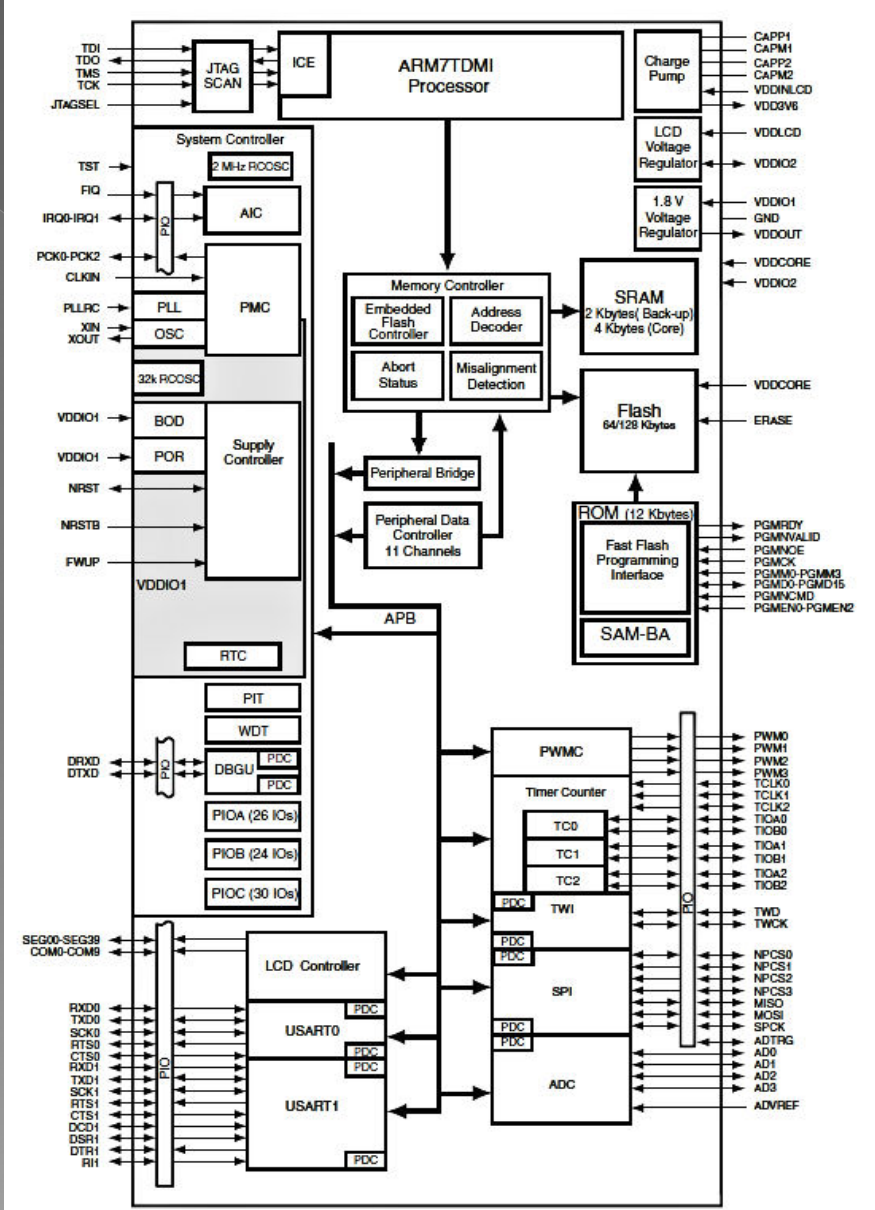 TDI
TDO
TMS
TCK
JTAGSEL
JTAG
SCAN
ICE
ARM7TDMI
Processor
Charge
Pump
CAPP1
CAPM1
CAPP2
CAPM2
VDDINLCD
VDD3V6
LCD
Voltage
Regulator
VDDLCD
VDDIO2
1.8 V
Voltage
Regulator
VDDIO1
GND
VDDOUT
VDDCORE
VDDIO2
System Controller
TST
2 MHz RCOSC
FIQ
IRQ0-IRQ1
PIO
AIC
PCK0-PCK2
CLKIN
PMC
PLLRC
PLL
XIN
XOUT
OSC
32k RCOSC
VDDIO1
BOD
VDDIO1
POR
Supply
Controller
NRST
NRSTB
FWUP
VDDIO1
RTC
Memory Controller
Embedded
Flash
Controller
Address
Decoder
Abort
Status
Misalignment
Detection
SRAM
2 Kbytes( Back-up)
4 Kbytes (Core)
Flash
64/128 Kbytes
VDDCORE
ERASE
Peripheral Bridge
Peripheral Data
Controller
11 Channels
ROM (12 Kbytes)
Fast Flash
Programming
Interface
SAM-BA
PGMRDY
PGMNVALID
PGMNOE
PGMCK
PGMM0-PGMM3
PGMD0-PGMD15
PGMNCMD
PGMEN0-PGMEN2
APB
PIT
WDT
DRXD
DTXD
PIO
DBGU
PDC
PDC
PIOA (26 IOs)
PIOB (24 IOs)
PIOC (30 IOs)
PWMC
Timer Counter
TC0
TC1
TC2
PDC
TWI
PDC
PDC
SPI
PDC
PDC
ADC
PIO
PWM0
PWM1
PWM2
PWM3
TCLK0
TCLK1
TCLK2
TIOA0
TIOB0
TIOA1
TIOB1
TIOA2
TIOB2
TWD
TWCK
NPCS0
NPCS1
NPCS2
NPCS3
MISO
MOSI
SPCK
ADTRG
AD0
AD1
AD2
AD3
ADVREF
SEG00-SEG39
COM0-COM9
LCD Controller
RXD0
TXD0
SCK0
RTS0
CTS0
RXD1
TXD1
SCK1
RTS1
CTS1
DCD1
DSR1
DTR1
RI1
PIO
PDC
USART0
PDC
PDC
USART1
PDC